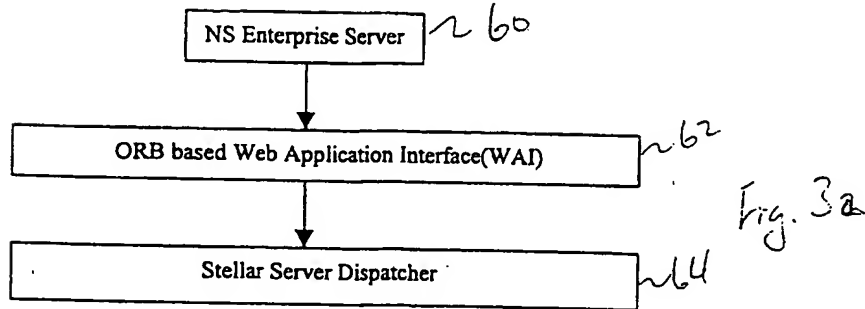 NS Enterprise Server
~60
ORB based Web Application Interface(WAI)
~62
Fig. 3a
Stellar Server Dispatcher
~64